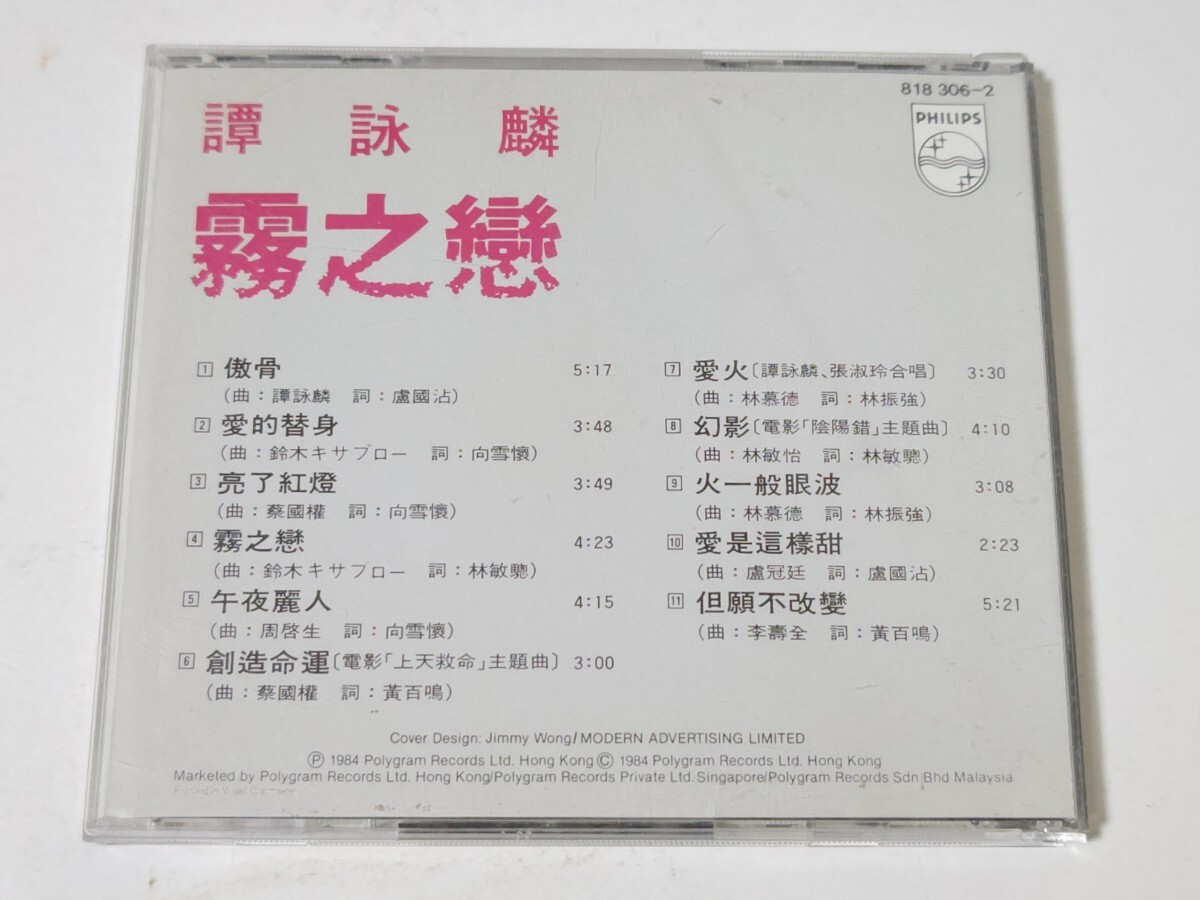 818 306-2
PHILIPS
譚詠麟
霧之戀
1 傲骨 5:17
(曲：譚詠麟 詞：盧國沾)
2 愛的替身 3:48
(曲：鈴木キサブロー 詞：向雪懷)
3 亮了紅燈 3:49
(曲：蔡國權 詞：向雪懷)
4 霧之戀 4:23
(曲：鈴木キサブロー 詞：林敏驄)
5 午夜麗人 4:15
(曲：周啓生 詞：向雪懷)
6 創造命運〔電影「上天救命」主題曲〕 3:00
(曲：蔡國權 詞：黃百鳴)
7 愛火〔譚詠麟、張淑玲合唱〕 3:30
(曲：林慕德 詞：林振強)
8 幻影〔電影「陰陽錯」主題曲〕 4:10
(曲：林敏怡 詞：林敏驄)
9 火一般眼波 3:08
(曲：林慕德 詞：林振強)
10 愛是這樣甜 2:23
(曲：盧冠廷 詞：盧國沾)
11 但願不改變 5:21
(曲：李壽全 詞：黃百鳴)
Cover Design: Jimmy Wong/MODERN ADVERTISING LIMITED
Ⓟ 1984 Polygram Records Ltd. Hong Kong © 1984 Polygram Records Ltd. Hong Kong
Marketed by Polygram Records Ltd. Hong Kong/Polygram Records Private Ltd. Singapore/Polygram Records Sdn Bhd Malaysia